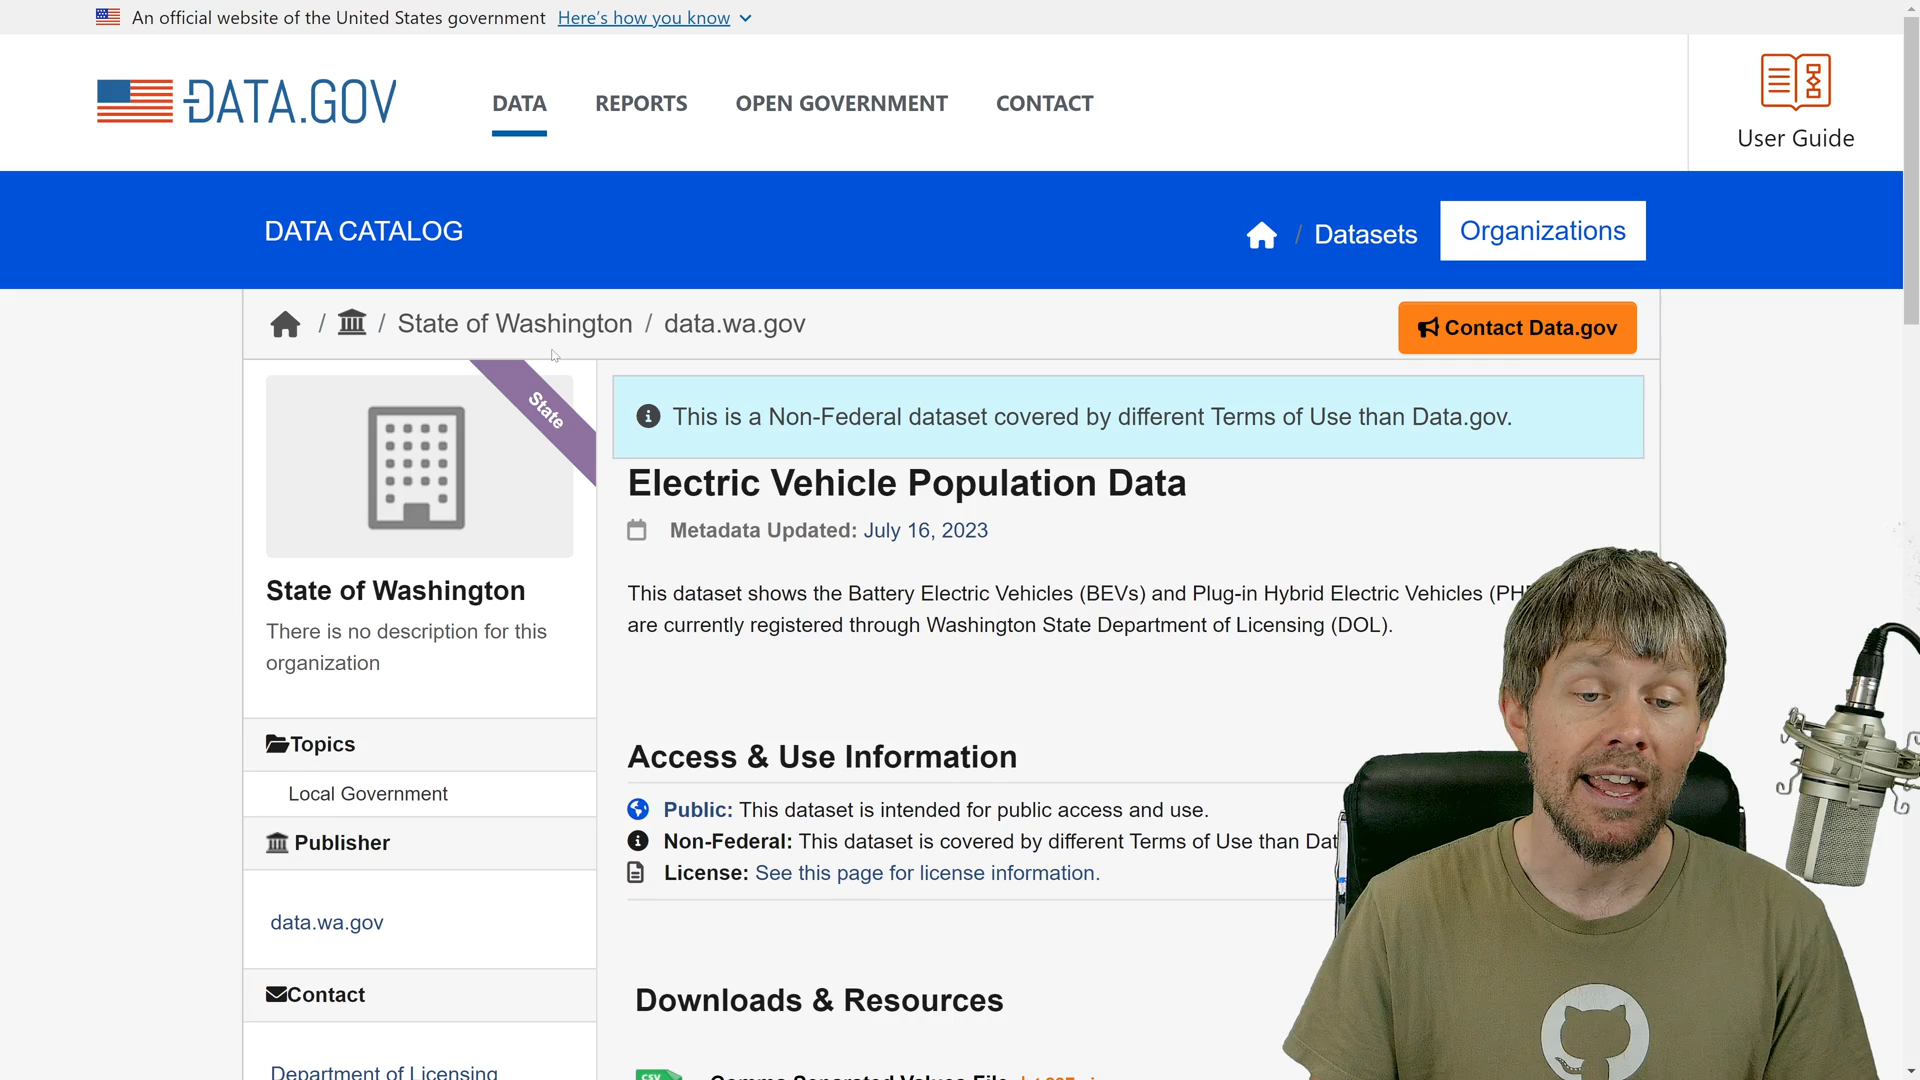 An official website of the United States government Here's how you know
DATA.GOV
DATA REPORTS OPEN GOVERNMENT CONTACT
User Guide
DATA CATALOG
/ Datasets Organizations
/ / State of Washington / data.wa.gov
Contact Data.gov
State
This is a Non-Federal dataset covered by different Terms of Use than Data.gov.
Electric Vehicle Population Data
Metadata Updated: July 16, 2023
This dataset shows the Battery Electric Vehicles (BEVs) and Plug-in Hybrid Electric Vehicles
are currently registered through Washington State Department of Licensing (DOL).
State of Washington
There is no description for this
organization
Topics
Local Government
Publisher
data.wa.gov
Contact
Department of Licensing
Access & Use Information
Public: This dataset is intended for public access and use.
Non-Federal: This dataset is covered by different Terms of Use than Dat
License: See this page for license information.
Downloads & Resources
CSV Comma Separated Values File